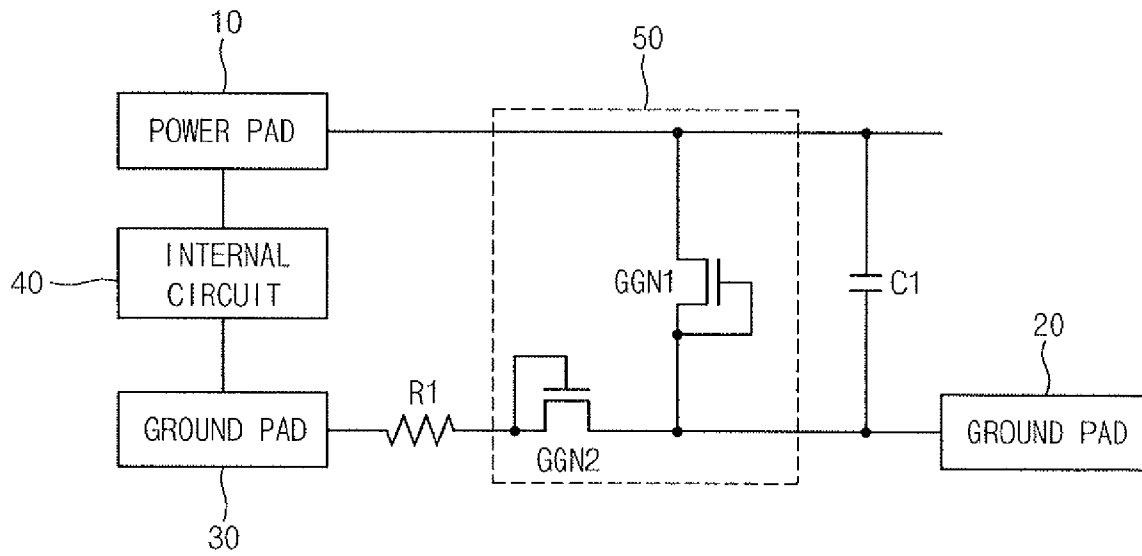 10
50
POWER PAD
INTERNAL
CIRCUIT
40
GGN1
C1
20
R1
GROUND PAD
GGN2
GROUND PAD
30